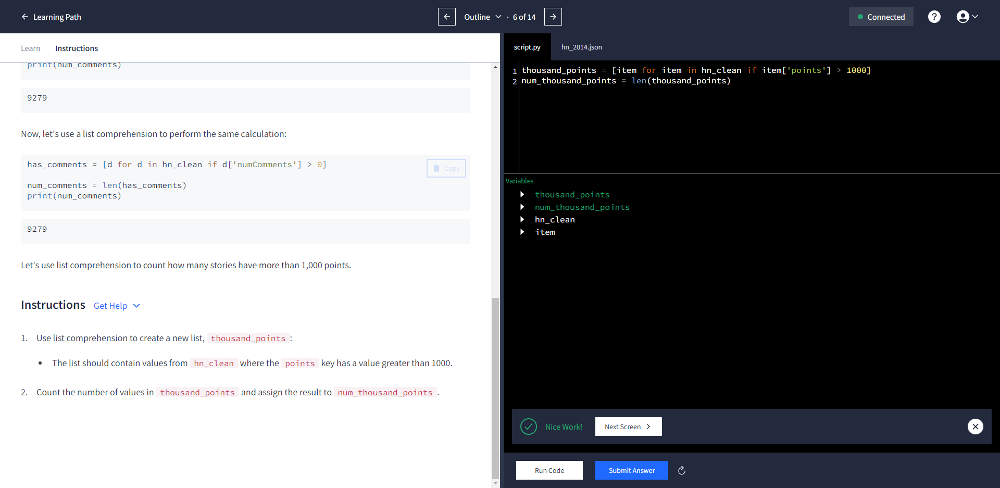 Learning Path
Outline · 6 of 14
Connected
?
Learn Instructions
print(num_comments)
9279
Now, let's use a list comprehension to perform the same calculation:
has_comments = [d for d in hn_clean if d['numComments'] > 0]
Copy
num_comments = len(has_comments)
print(num_comments)
9279
Let's use list comprehension to count how many stories have more than 1,000 points.
Instructions Get Help
1. Use list comprehension to create a new list, thousand_points :
• The list should contain values from hn_clean where the points key has a value greater than 1000.
2. Count the number of values in thousand_points and assign the result to num_thousand_points .
script.py hn_2014.json
1 thousand_points = [item for item in hn_clean if item['points'] > 1000]
2 num_thousand_points = len(thousand_points)
Variables
thousand_points
num_thousand_points
hn_clean
item
Nice Work! Next Screen
Run Code Submit Answer